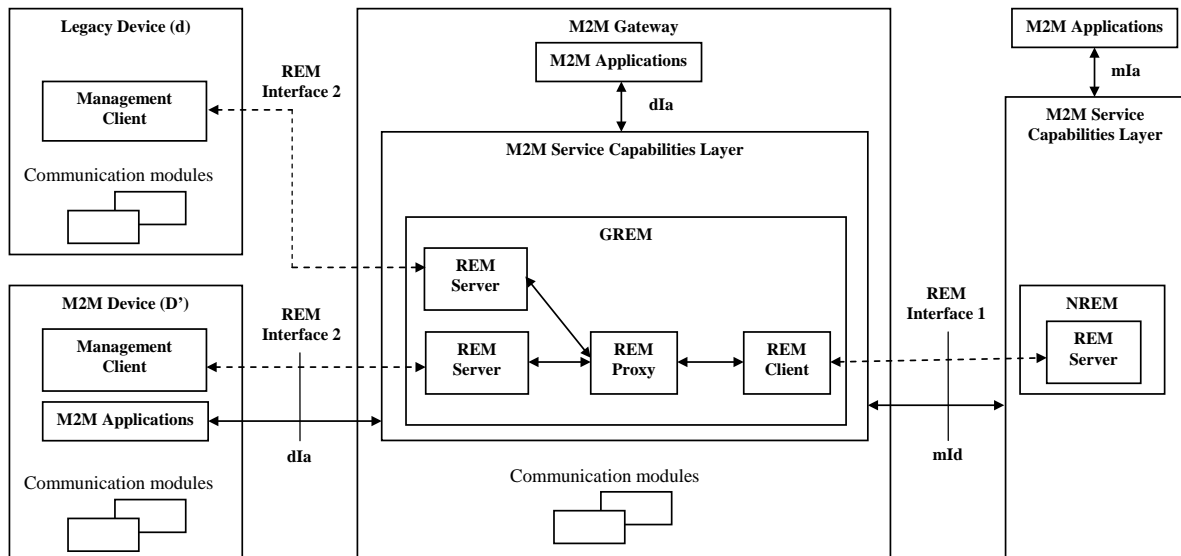 Legacy Device (d)
Management
Client
Communication modules
REM
Interface 2
M2M Device (D’)
Management
Client
M2M Applications
Communication modules
REM
Interface 2
dIa
M2M Gateway
M2M Applications
dIa
M2M Service Capabilities Layer
GREM
REM
Server
REM
Server
REM
Proxy
REM
Client
Communication modules
REM
Interface 1
mId
M2M Applications
mIa
M2M Service
Capabilities Layer
NREM
REM
Server